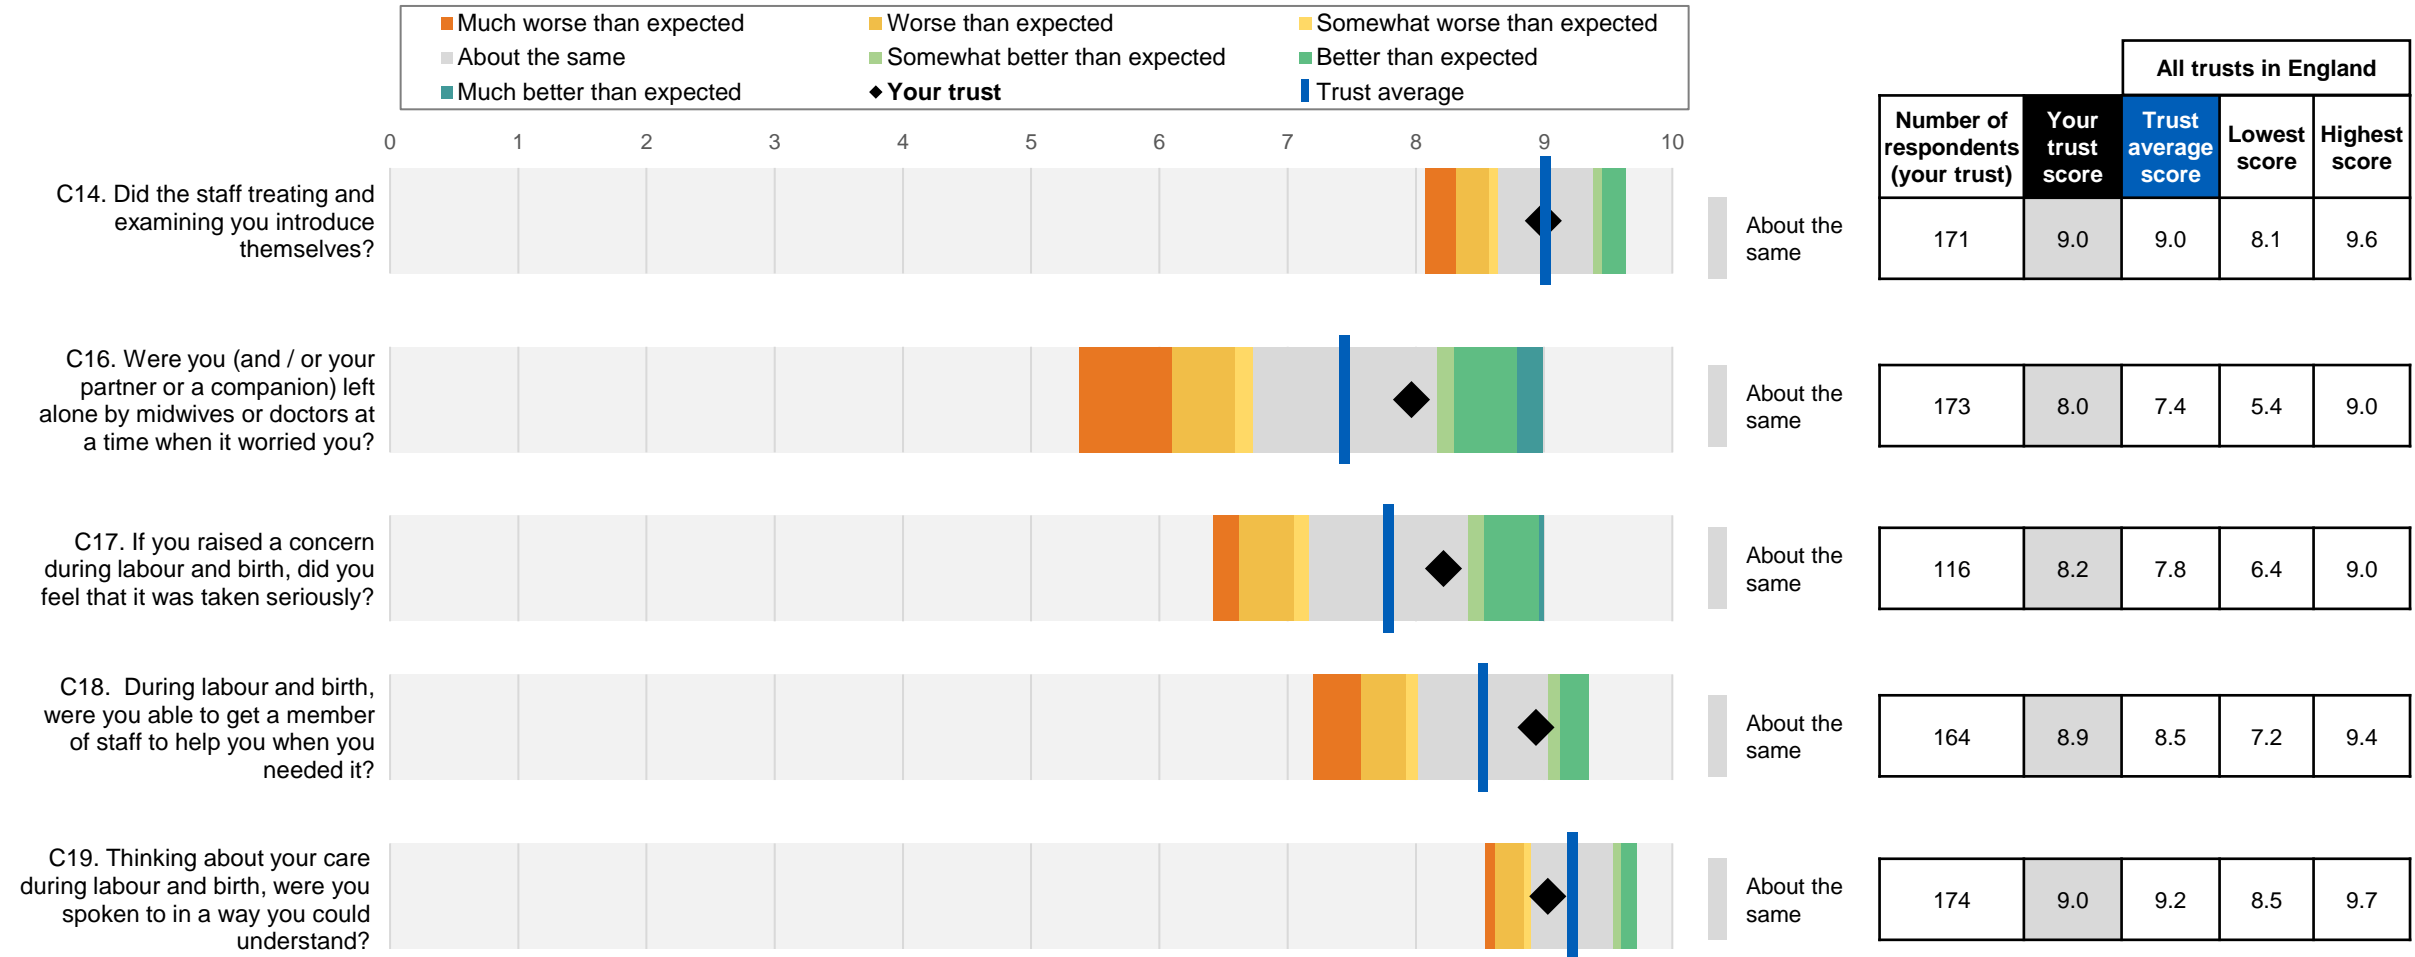 Much worse than expected
Worse than expected
Somewhat worse than expected
About the same
Somewhat better than expected
Better than expected
Much better than expected
Your trust
Trust average
All trusts in England
Number of
respondents
(your trust)
Your
trust
score
Trust
average
score
Lowest
score
Highest
score
0 1 2 3 4 5 6 7 8 9 10
C14. Did the staff treating and
examining you introduce
themselves?
About the
same
171 9.0 9.0 8.1 9.6
C16. Were you (and / or your
partner or a companion) left
alone by midwives or doctors at
a time when it worried you?
About the
same
173 8.0 7.4 5.4 9.0
C17. If you raised a concern
during labour and birth, did you
feel that it was taken seriously?
About the
same
116 8.2 7.8 6.4 9.0
C18.  During labour and birth,
were you able to get a member
of staff to help you when you
needed it?
About the
same
164 8.9 8.5 7.2 9.4
C19. Thinking about your care
during labour and birth, were you
spoken to in a way you could
understand?
About the
same
174 9.0 9.2 8.5 9.7